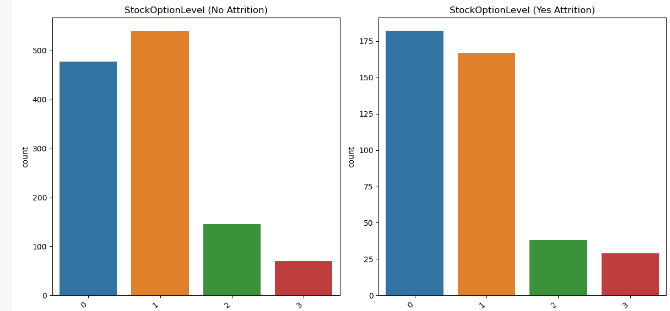 StockOptionLevel (No Attrition)
count
500
400
300
200
100
0
0 1 2 3
StockOptionLevel (Yes Attrition)
count
175
150
125
100
75
50
25
0
0 1 2 3